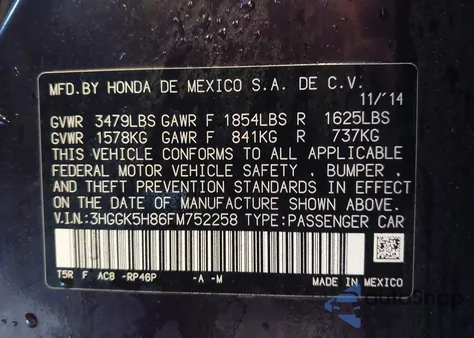 MFD.BY HONDA DE MEXICO S.A. DE C.V.
11/'14
GVWR 3479LBS GAWR F 1854LBS R 1625LBS
GVWR 1578KG GAWR F 841KG R 737KG
THIS VEHICLE CONFORMS TO ALL APPLICABLE
FEDERAL MOTOR VEHICLE SAFETY , BUMPER ,
AND THEFT PREVENTION STANDARDS IN EFFECT
ON THE DATE OF MANUFACTURE SHOWN ABOVE.
V.I.N.:3HGGK5H86FM752258 TYPE:PASSENGER CAR
T5R F AC8 -RP46P -A -M
MADE IN MEXICO
AutoSnap